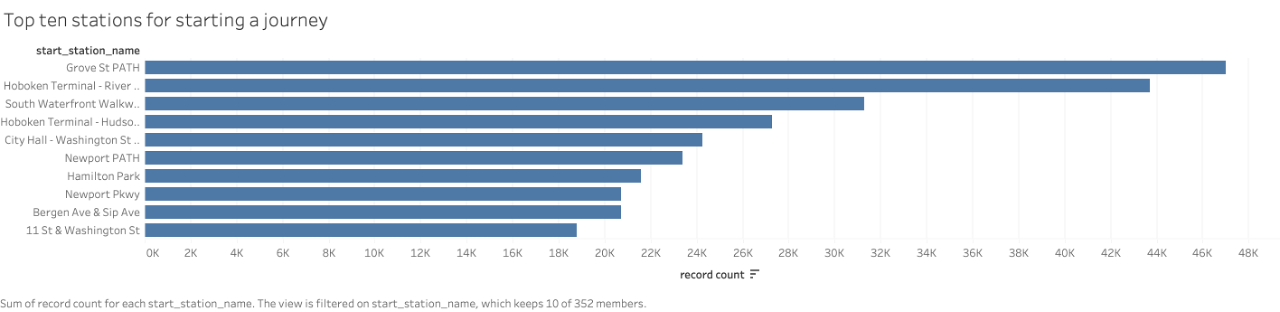 Top ten stations for starting a journey
start_station_name
Grove St PATH
Hoboken Terminal - River ..
South Waterfront Walkw..
Hoboken Terminal - Hudso..
City Hall - Washington St ..
Newport PATH
Hamilton Park
Newport Pkwy
Bergen Ave & Sip Ave
11 St & Washington St
0K 2K 4K 6K 8K 10K 12K 14K 16K 18K 20K 22K 24K 26K 28K 30K 32K 34K 36K 38K 40K 42K 44K 46K 48K
record count
Sum of record count for each start_station_name. The view is filtered on start_station_name, which keeps 10 of 352 members.